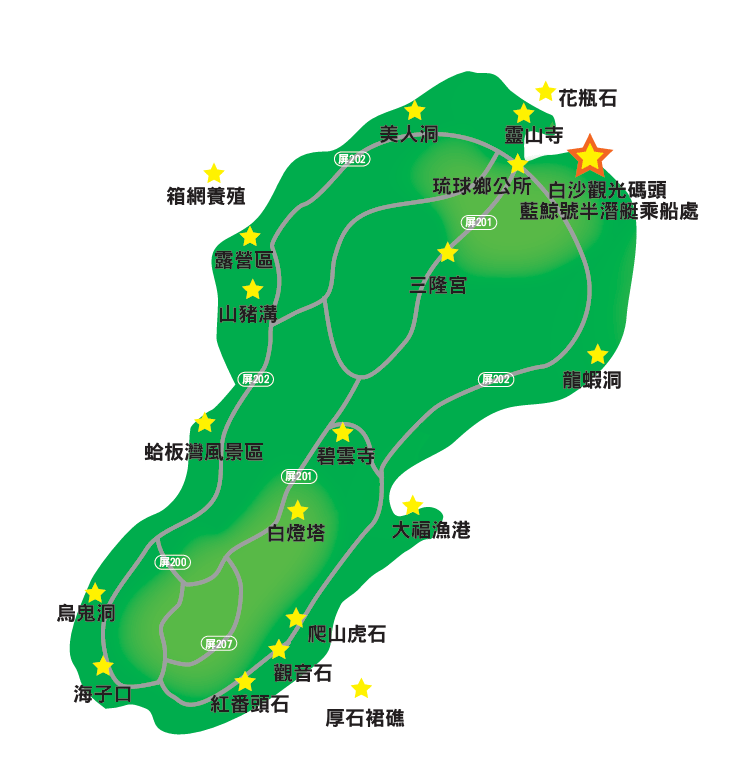 花瓶石
美人洞
靈山寺
屏202
箱網養殖
琉球鄉公所
白沙觀光碼頭
藍鯨號半潛艇乘船處
屏201
露營區
三隆宮
山豬溝
屏202
屏202
龍蝦洞
蛤板灣風景區
碧雲寺
屏201
白燈塔
大福漁港
屏200
烏鬼洞
爬山虎石
屏207
觀音石
海子口
紅番頭石
厚石裙礁